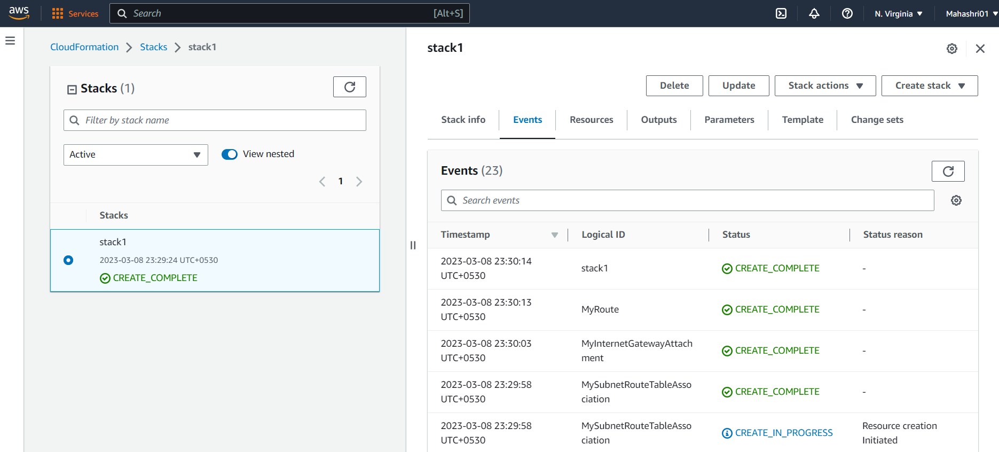 aws
Services
Search
[Alt+S]
N. Virginia
Mahashri01
CloudFormation
Stacks
stack1
Stacks (1)
Filter by stack name
Active
View nested
1
Stacks
stack1
2023-03-08 23:29:24 UTC+0530
CREATE_COMPLETE
stack1
Delete
Update
Stack actions
Create stack
Stack info
Events
Resources
Outputs
Parameters
Template
Change sets
Events (23)
Search events
Timestamp
Logical ID
Status
Status reason
2023-03-08 23:30:14
UTC+0530
stack1
CREATE_COMPLETE
-
2023-03-08 23:30:13
UTC+0530
MyRoute
CREATE_COMPLETE
-
2023-03-08 23:30:03
UTC+0530
MyInternetGatewayAttach
ment
CREATE_COMPLETE
-
2023-03-08 23:29:58
UTC+0530
MySubnetRouteTableAsso
ciation
CREATE_COMPLETE
-
2023-03-08 23:29:58
UTC+0530
MySubnetRouteTableAsso
ciation
CREATE_IN_PROGRESS
Resource creation
Initiated